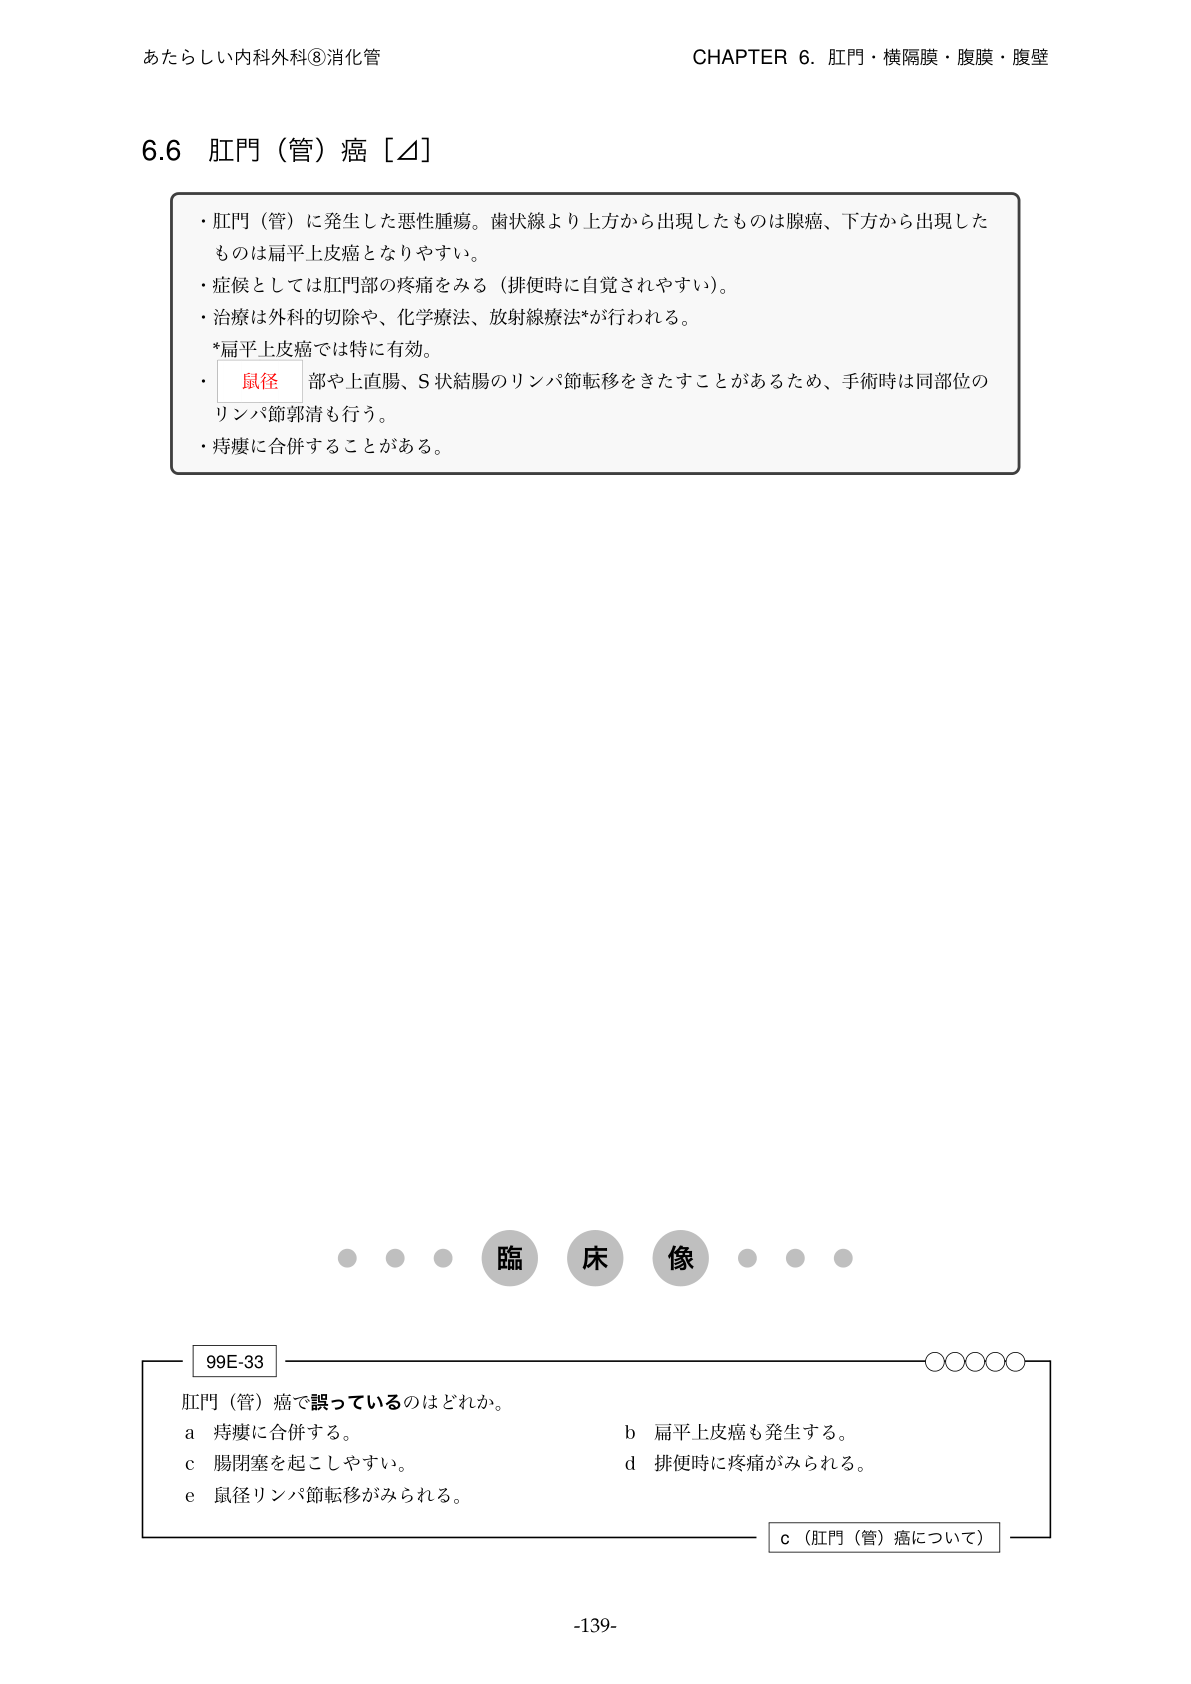 あたらしい内科外科⑧消化管
CHAPTER 6. 肛門・横隔膜・腹膜・腹壁
6.6 肛門（管）癌［⊿］
・肛門（管）に発生した悪性腫瘍。歯状線より上方から出現したものは腺癌、下方から出現した
ものは扁平上皮癌となりやすい。
・症候としては肛門部の疼痛をみる（排便時に自覚されやすい）。
・治療は外科的切除や、化学療法、放射線療法*が行われる。
*扁平上皮癌では特に有効。
・鼠径部や上直腸、S 状結腸のリンパ節転移をきたすことがあるため、手術時は同部位の
リンパ節郭清も行う。
・痔瘻に合併することがある。
臨床像
99E-33
肛門（管）癌で誤っているのはどれか。
a 痔瘻に合併する。
b 扁平上皮癌も発生する。
c 腸閉塞を起こしやすい。
d 排便時に疼痛がみられる。
e 鼠径リンパ節転移がみられる。
c （肛門（管）癌について）
-139-